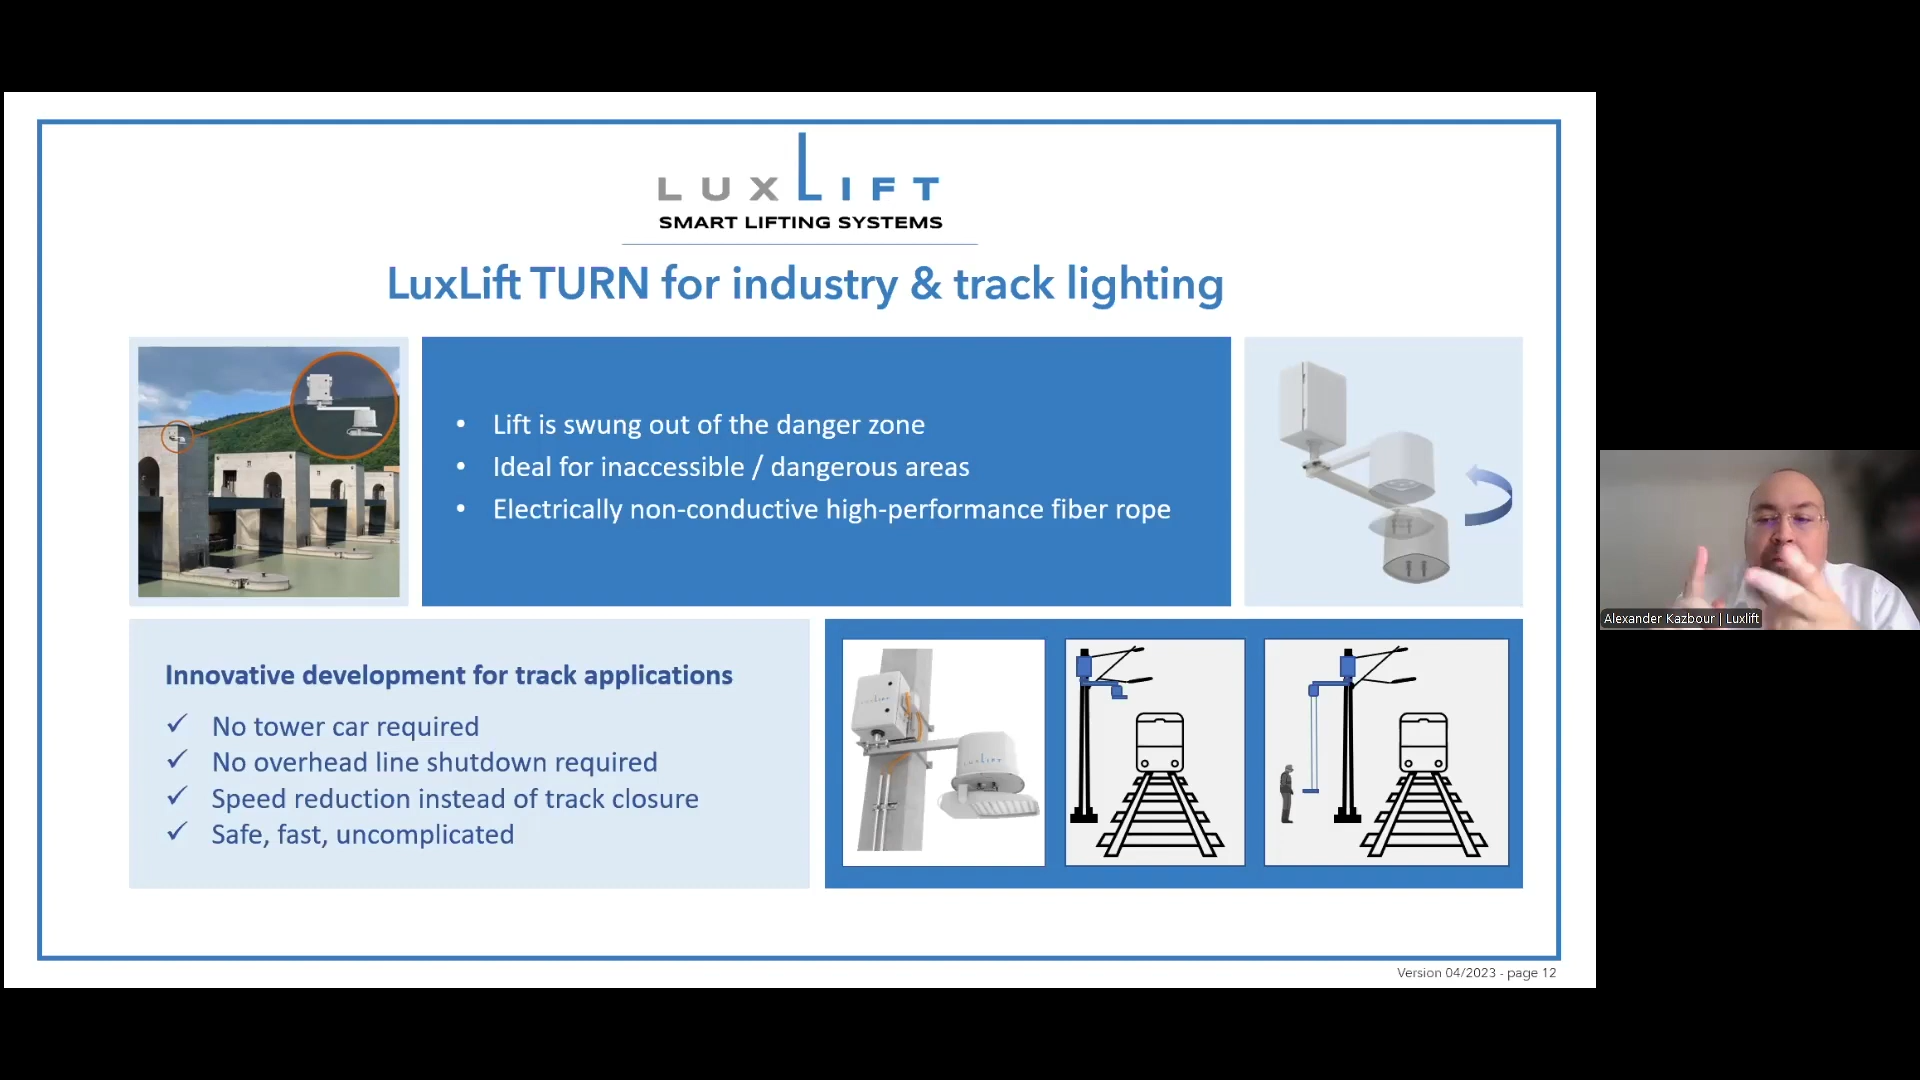 LUXLIFT
SMART LIFTING SYSTEMS
LuxLift TURN for industry & track lighting
• Lift is swung out of the danger zone
• Ideal for inaccessible / dangerous areas
• Electrically non-conductive high-performance fiber rope
Innovative development for track applications
✓ No tower car required
✓ No overhead line shutdown required
✓ Speed reduction instead of track closure
✓ Safe, fast, uncomplicated
LUXLIFT
LUXLIFT
Alexander Kazbour | Luxlift
Version 04/2023 - page 12